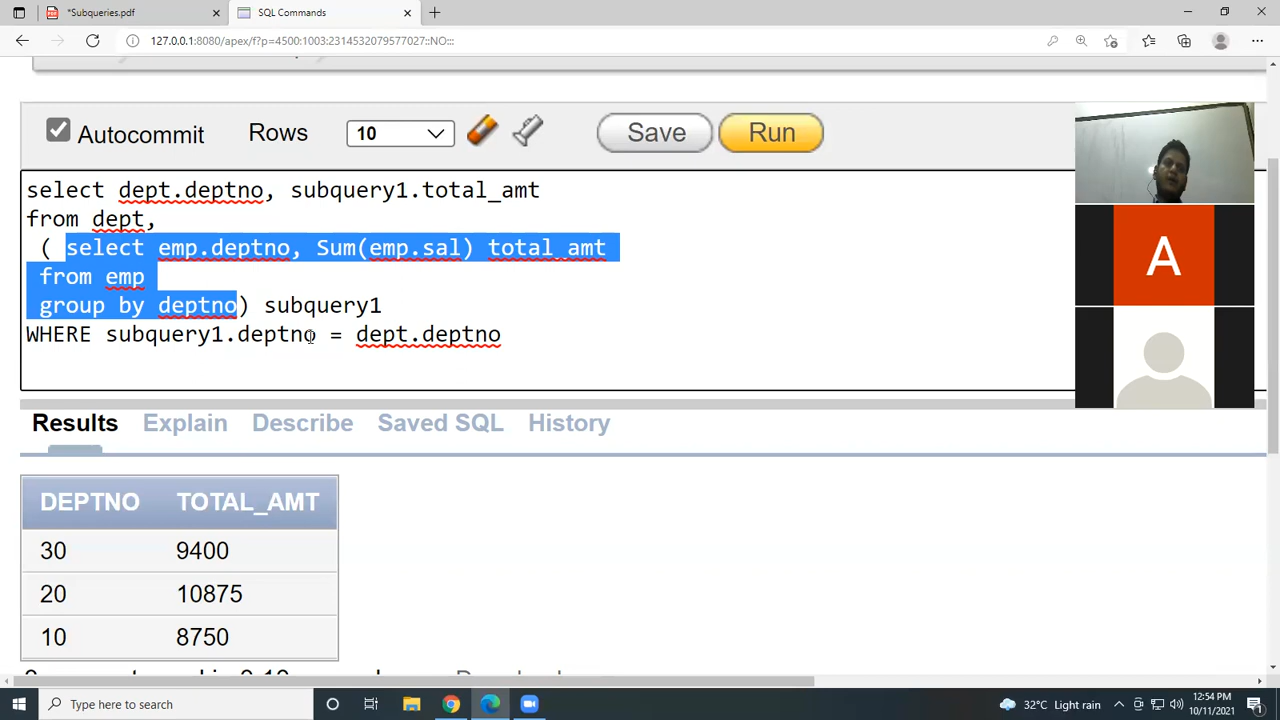 *Subqueries.pdf
SQL Commands
127.0.0.1:8080/apex/f?p=4500:1003:2314532079577027::NO:::
Autocommit Rows 10 Save Run
select dept.deptno, subquery1.total_amt
from dept,
( select emp.deptno, Sum(emp.sal) total_amt
from emp
group by deptno) subquery1
WHERE subquery1.deptno = dept.deptno
A
Results Explain Describe Saved SQL History
DEPTNO TOTAL_AMT
30 9400
20 10875
10 8750
Type here to search
32°C Light rain
12:54 PM
10/11/2021